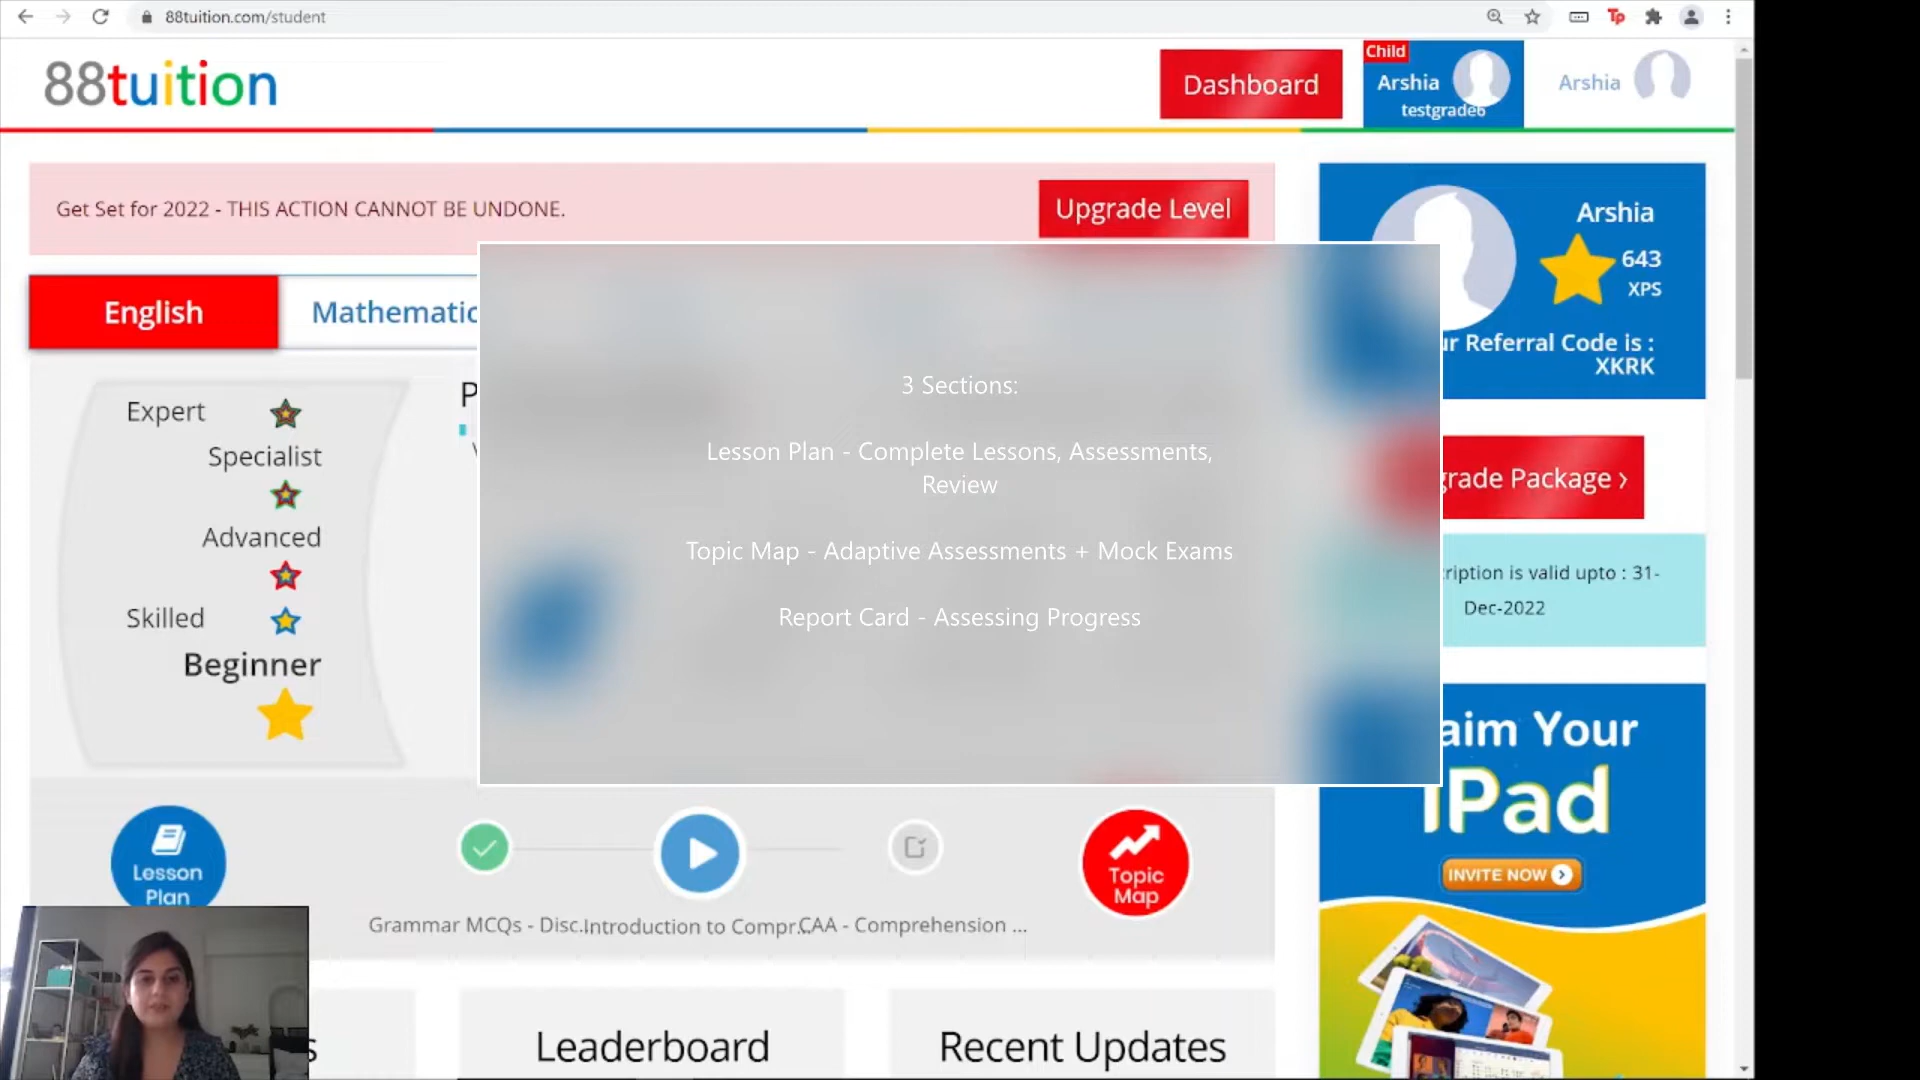 88tuition.com/student
Tp
88tuition
Dashboard
Child
Arshia
testgrade6
Arshia
Get Set for 2022 - THIS ACTION CANNOT BE UNDONE.
Upgrade Level
Arshia
643
XPS
ur Referral Code is :
XKRK
English
Mathematic
3 Sections:
Lesson Plan - Complete Lessons, Assessments,
Review
Topic Map - Adaptive Assessments + Mock Exams
Report Card - Assessing Progress
Expert
Specialist
Advanced
Skilled
Beginner
P
grade Package ›
ription is valid upto : 31-
Dec-2022
aim Your
iPad
INVITE NOW
Lesson
Plan
Topic
Map
Grammar MCQs - Disc...
Introduction to Compr...
CAA - Comprehension ...
s
Leaderboard
Recent Updates